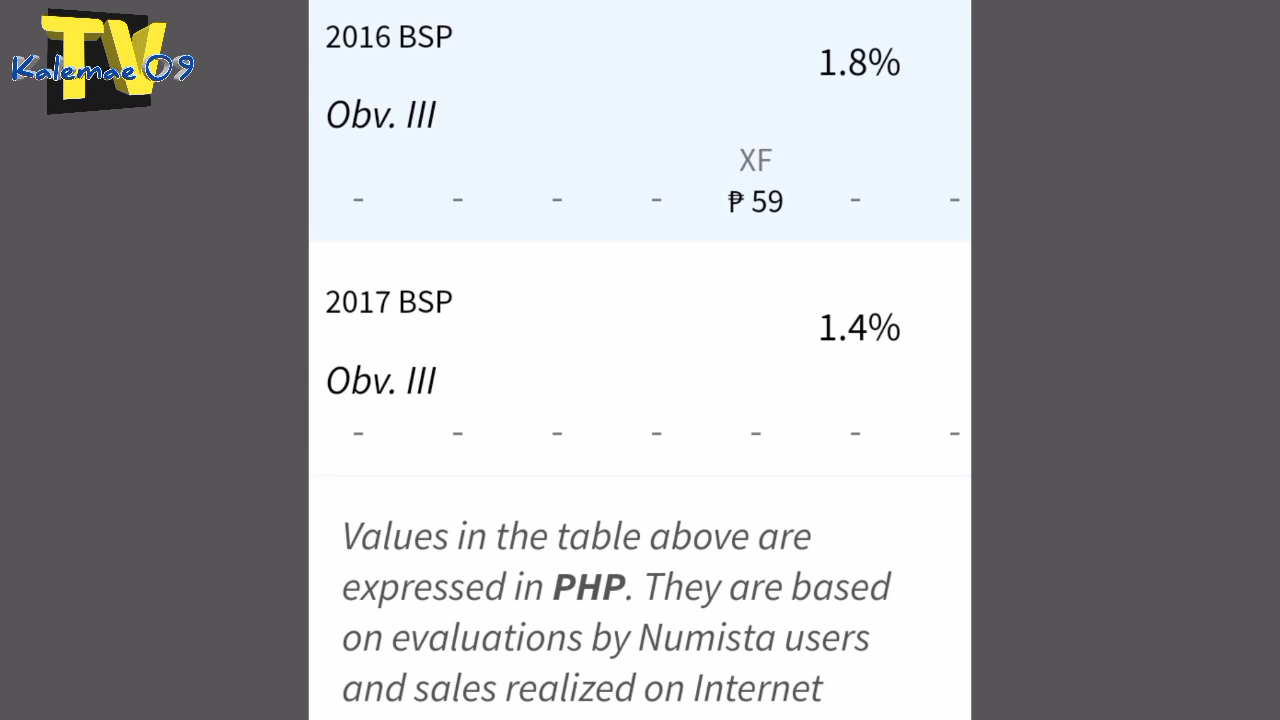 TV
Kalemae 09
2016 BSP
1.8%
Obv. III
XF
- - - - ₱ 59 - -
2017 BSP
1.4%
Obv. III
- - - - - - -
Values in the table above are
expressed in PHP. They are based
on evaluations by Numista users
and sales realized on Internet